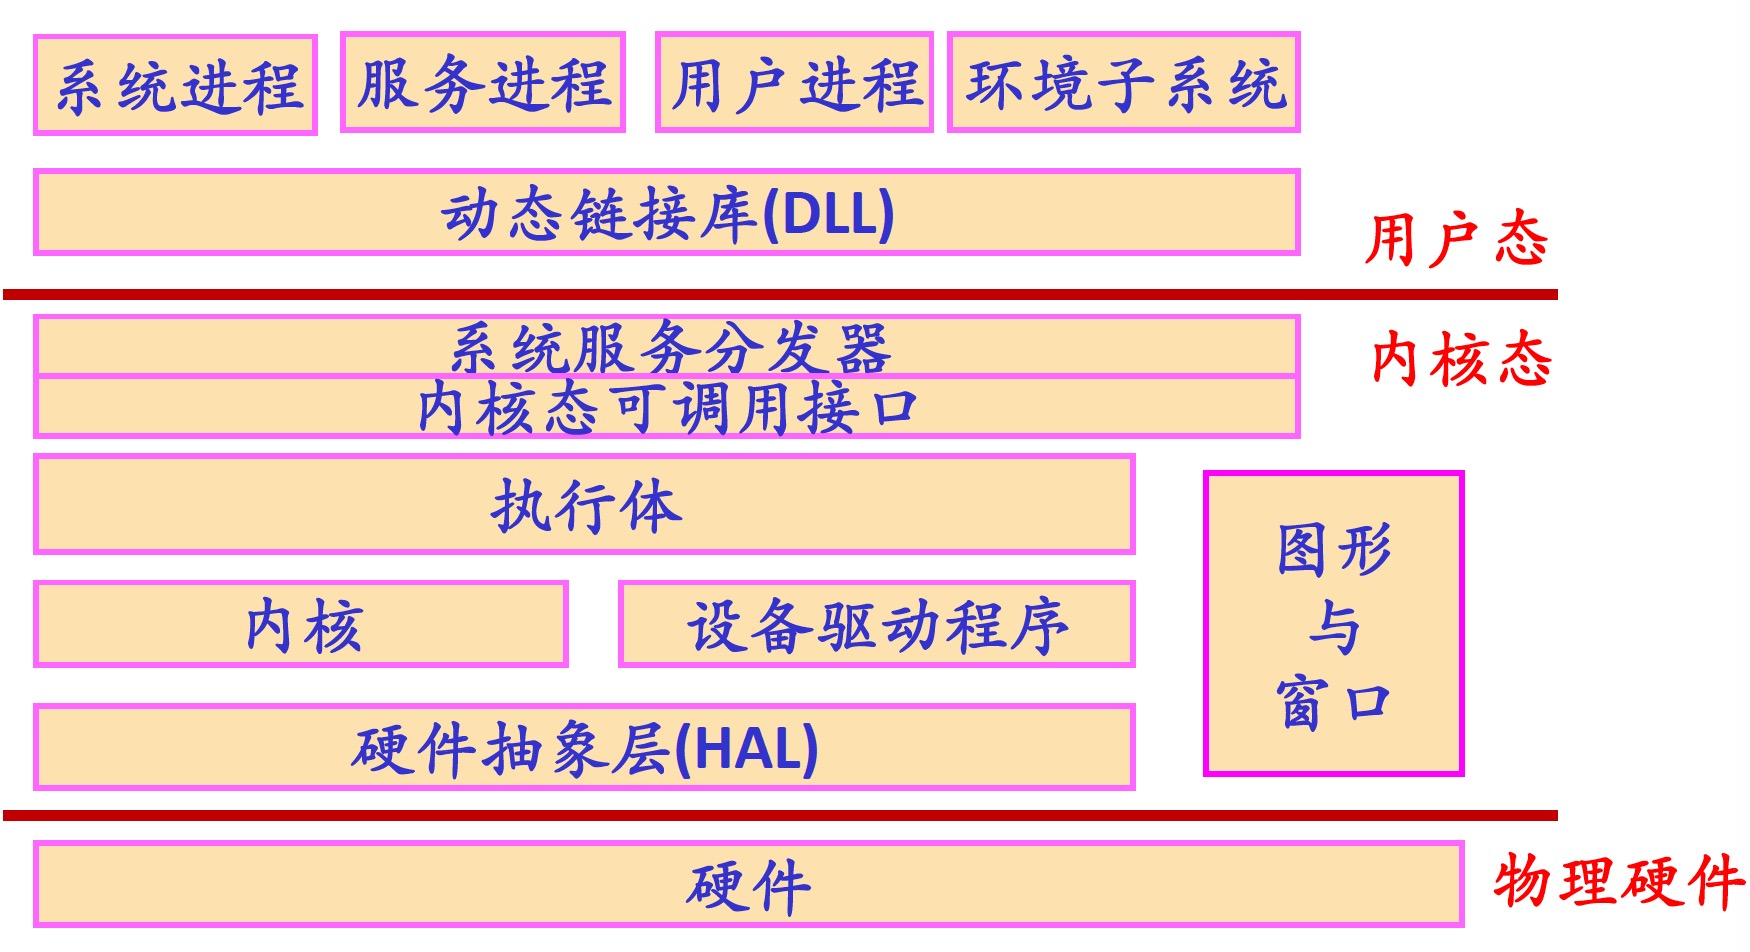 系统进程
服务进程
用户进程
环境子系统
动态链接库(DLL)
用户态
系统服务分发器
内核态
内核态可调用接口
执行体
图形
与
窗口
内核
设备驱动程序
硬件抽象层(HAL)
硬件
物理硬件